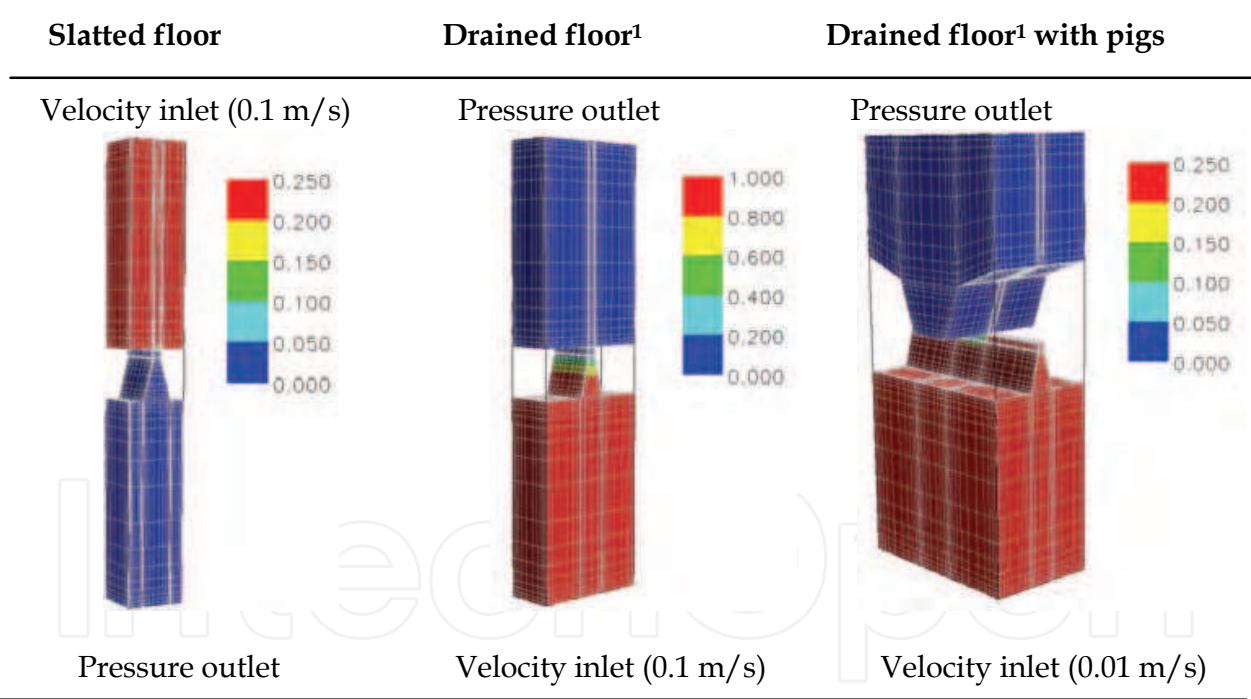 Slatted floor
Drained floor¹
Drained floor¹ with pigs
Velocity inlet (0.1 m/s)
Pressure outlet
Pressure outlet
0.250
0.200
0.150
0.100
0.050
0.000
1.000
0.800
0.600
0.400
0.200
0.000
0.250
0.200
0.150
0.100
0.050
0.000
IntechOpen
Pressure outlet
Velocity inlet (0.1 m/s)
Velocity inlet (0.01 m/s)